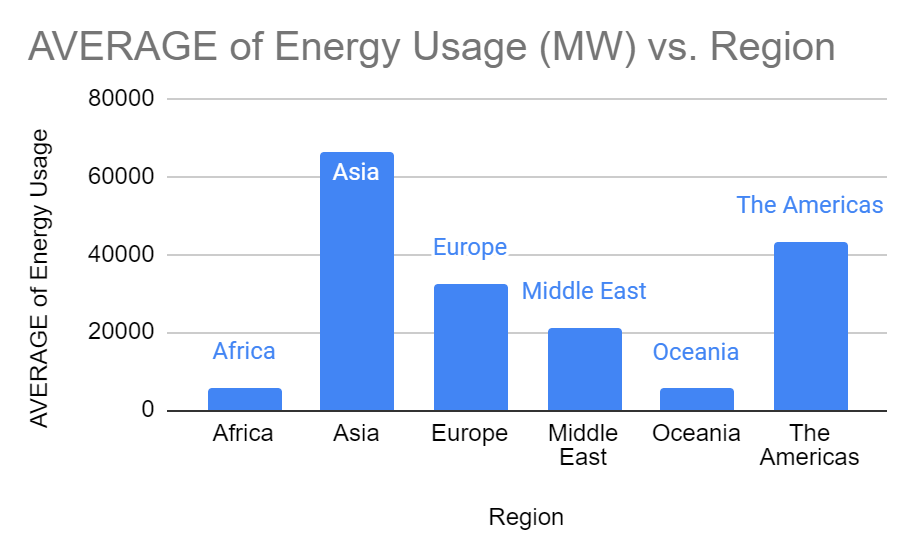 AVERAGE of Energy Usage (MW) vs. Region
AVERAGE of Energy Usage
80000
60000
40000
20000
0
Africa
Asia
Europe
Middle East
Oceania
The Americas
Africa
Asia
Europe
Middle
East
Oceania
The
Americas
Region